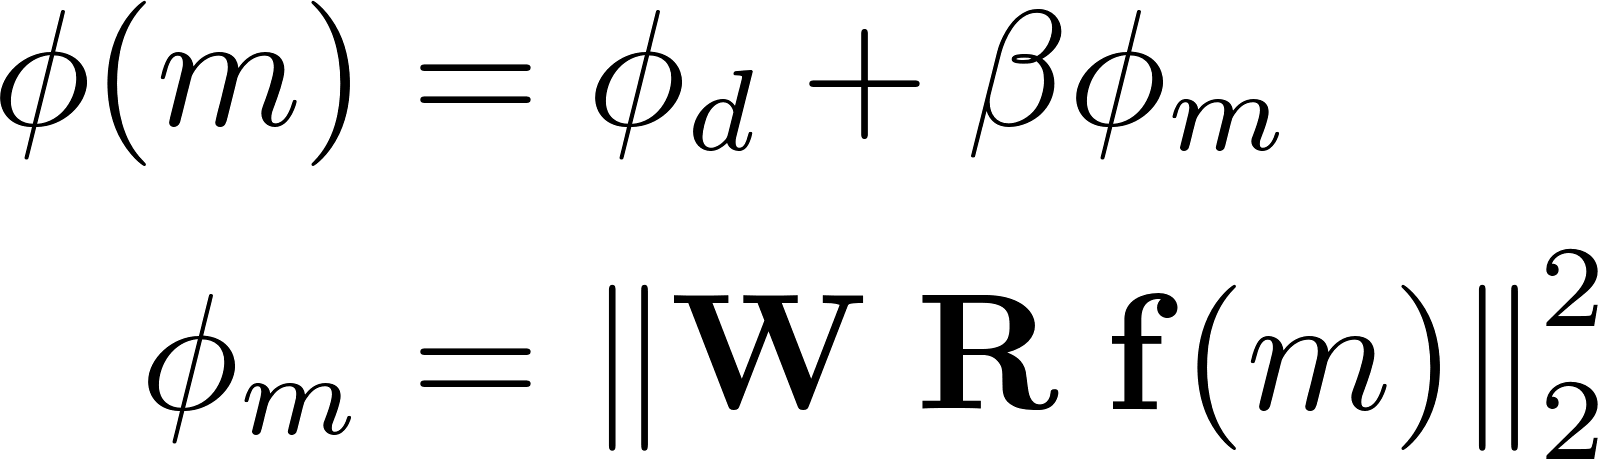 ϕ(m) = ϕ_d + βϕ_m
ϕ_m = ‖𝐖 𝐑 𝐟(m)‖₂²